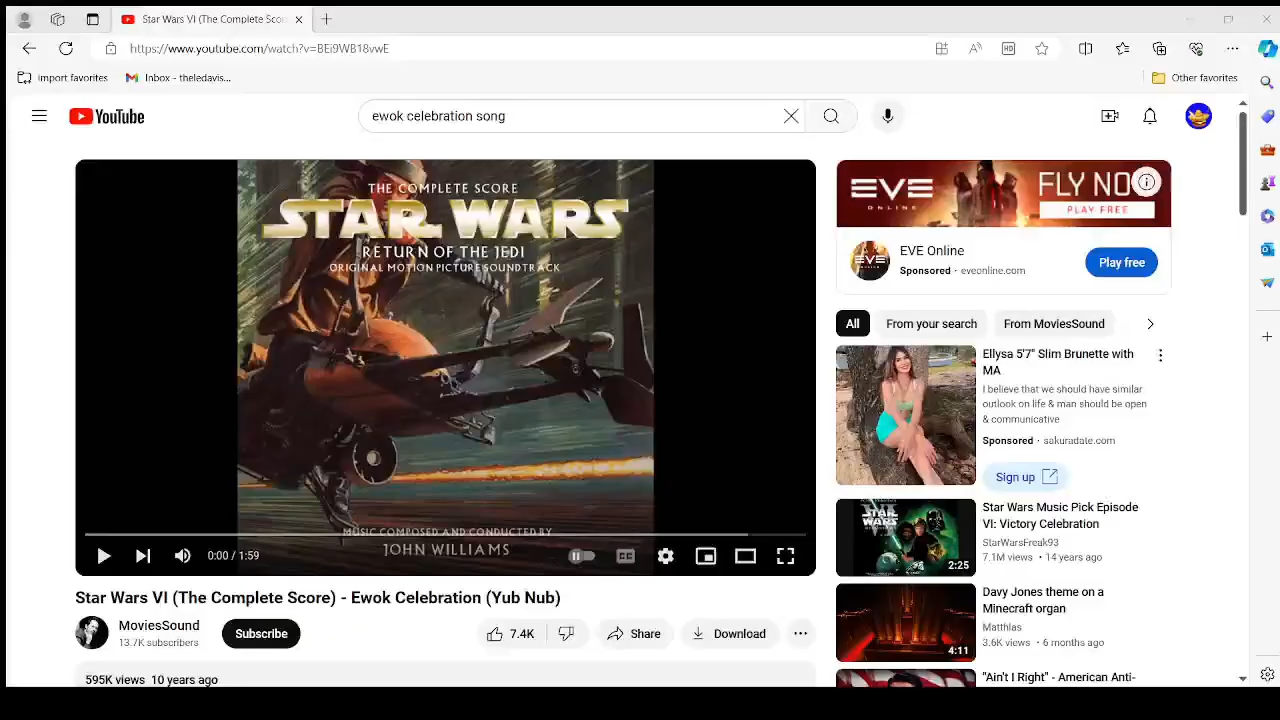 Star Wars VI (The Complete Scor
https://www.youtube.com/watch?v=BEi9WB18vwE
Import favorites
Inbox - theledavis...
Other favorites
YouTube
ewok celebration song
THE COMPLETE SCORE
STAR WARS
RETURN OF THE JEDI
ORIGINAL MOTION PICTURE SOUNDTRACK
MUSIC COMPOSED AND CONDUCTED BY
JOHN WILLIAMS
0:00 / 1:59
CC
Star Wars VI (The Complete Score) - Ewok Celebration (Yub Nub)
MoviesSound
13.7K subscribers
Subscribe
7.4K
Share
Download
595K views 10 years ago
EVE
ONLINE
FLY NO
PLAY FREE
EVE
EVE Online
Sponsored · eveonline.com
Play free
All
From your search
From MoviesSound
Ellysa 5'7" Slim Brunette with
MA
I believe that we should have similar
outlook on life & man should be open
& communicative
Sponsored · sakuradate.com
Sign up
STAR WARS
VI
2:25
Star Wars Music Pick Episode
VI: Victory Celebration
StarWarsFreak93
7.1M views • 14 years ago
4:11
Davy Jones theme on a
Minecraft organ
Matthlas
3.6K views • 6 months ago
"Ain't I Right" - American Anti-